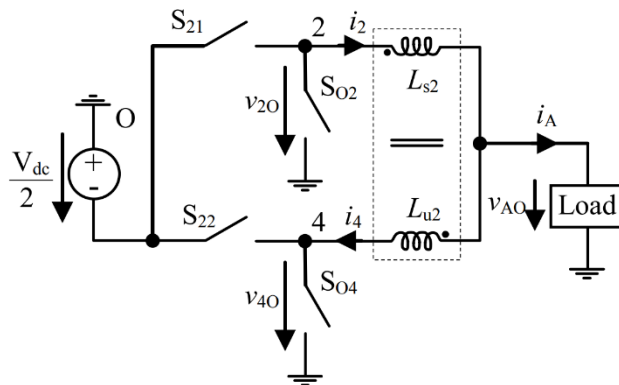 S21
2
i2
Ls2
O
v2O
SO2
iA
+
-
Vdc
2
S22
4
i4
Lu2
vAO
Load
v4O
SO4